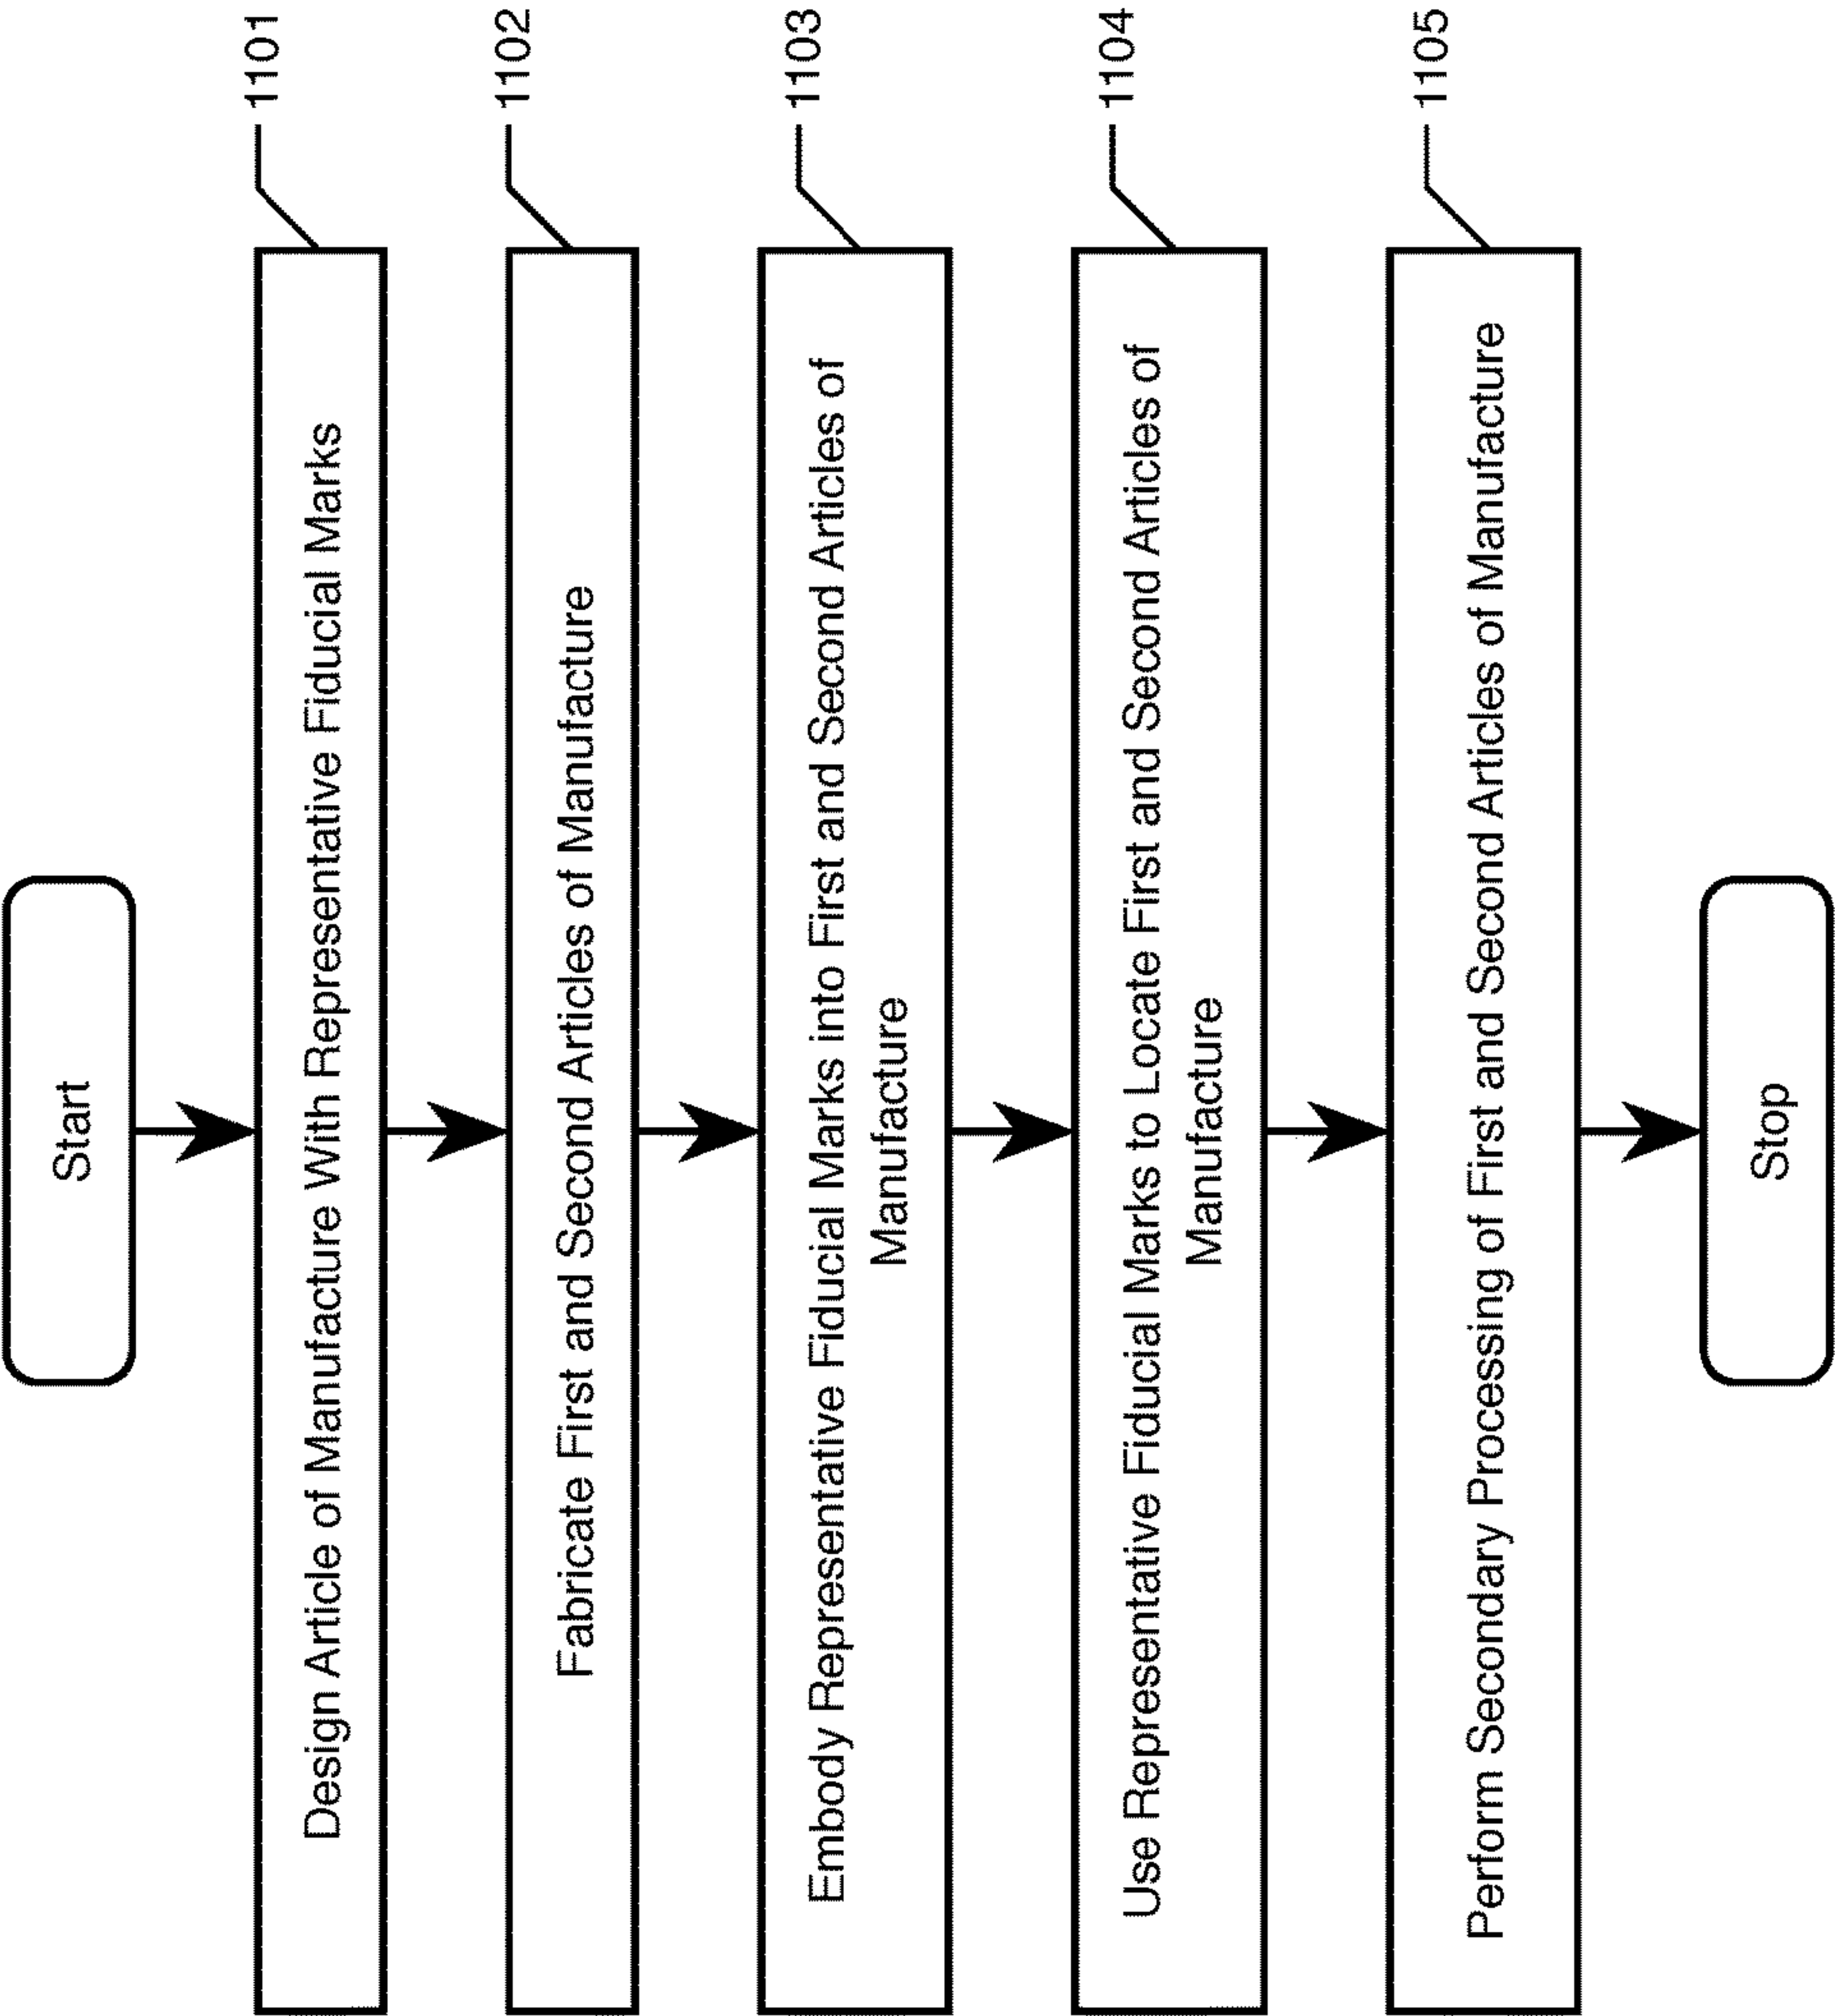 Start
Design Article of Manufacture With Representative Fiducial Marks
1101
Fabricate First and Second Articles of Manufacture
1102
Embody Representative Fiducial Marks into First and Second Articles of
Manufacture
1103
Use Representative Fiducial Marks to Locate First and Second Articles of
Manufacture
1104
Perform Secondary Processing of First and Second Articles of Manufacture
1105
Stop